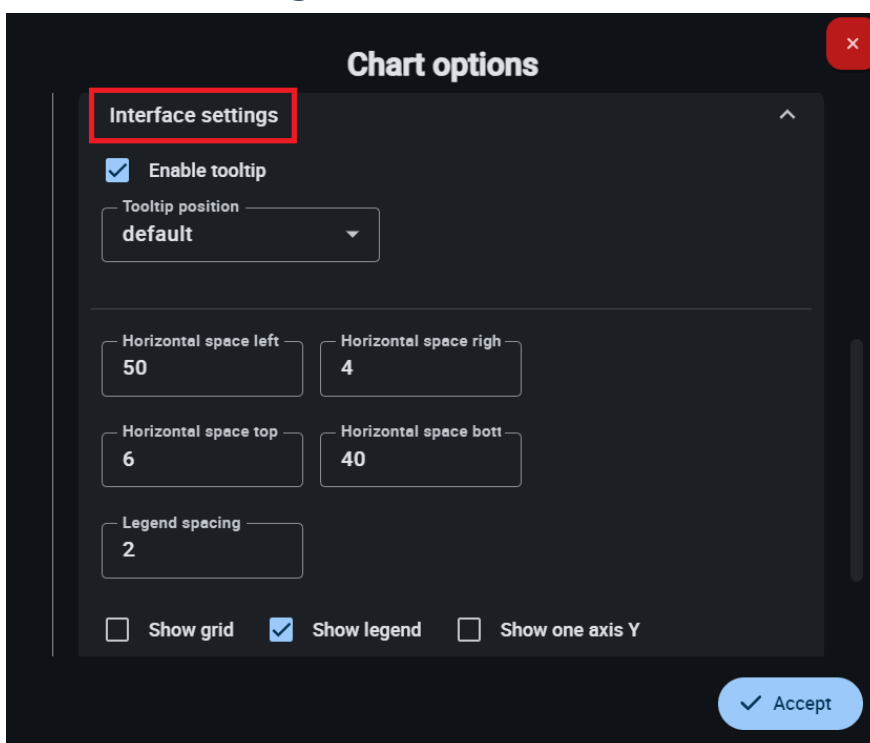 Chart options
Interface settings
Enable tooltip
Tooltip position
default
Horizontal space left
Horizontal space righ
50
4
Horizontal space top
Horizontal space bott
6
40
Legend spacing
2
Show grid
Show legend
Show one axis Y
Accept